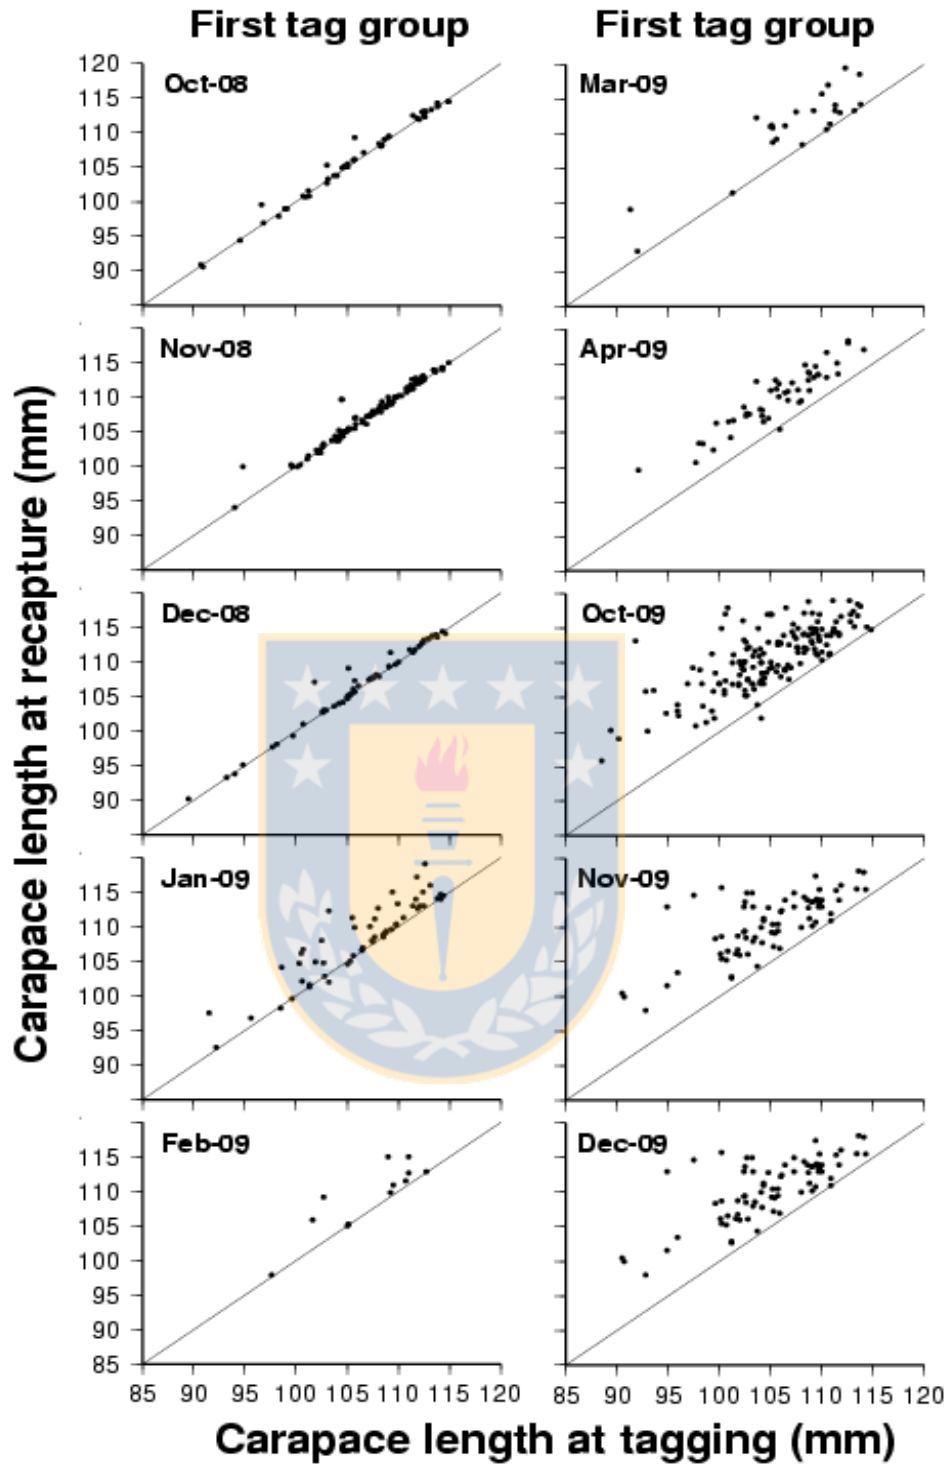 First tag group First tag group
120
Oct-08
115
110
105
100
95
90
Mar-09
Nov-08
115
110
105
100
95
90
Apr-09
Dec-08
115
110
105
100
95
90
Oct-09
Jan-09
115
110
105
100
95
90
Nov-09
Feb-09
115
110
105
100
95
90
85
Dec-09
85 90 95 100 105 110 115 120 85 90 95 100 105 110 115 120
Carapace length at recapture (mm)
Carapace length at tagging (mm)